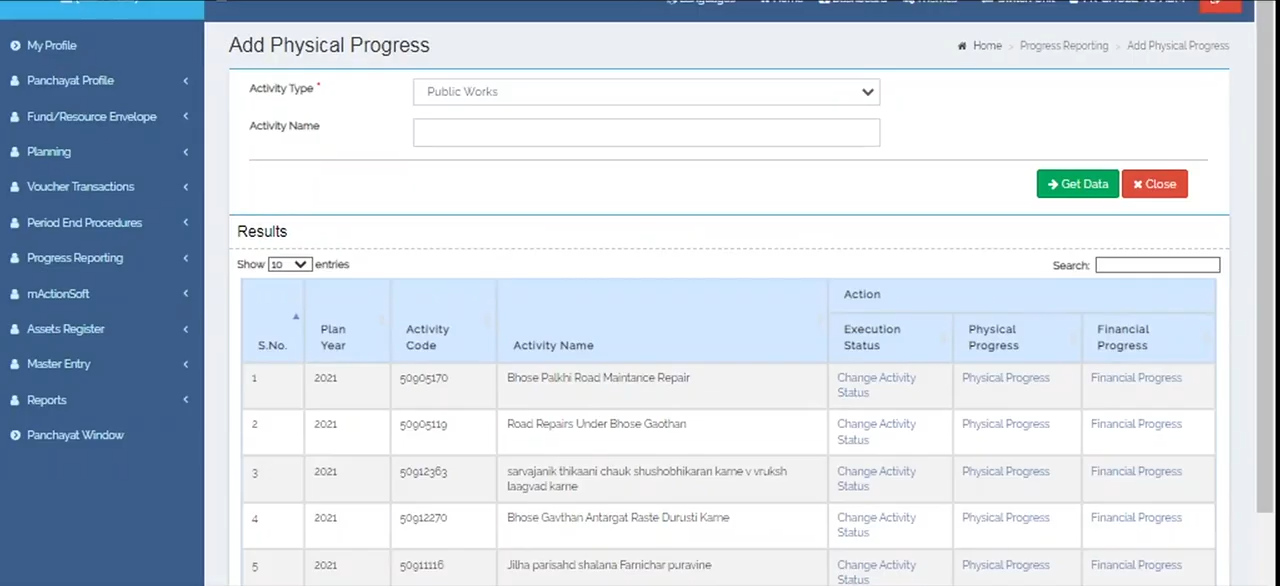 My Profile
Panchayat Profile
Fund/Resource Envelope
Planning
Voucher Transactions
Period End Procedures
Progress Reporting
mActionSoft
Assets Register
Master Entry
Reports
Panchayat Window
Add Physical Progress
Home > Progress Reporting > Add Physical Progress
Activity Type *
Public Works
Activity Name
Get Data
Close
Results
Show 10 entries
Search:
Action
S.No. Plan Year Activity Code Activity Name Execution Status Physical Progress Financial Progress
1 2021 50905170 Bhose Palkhi Road Maintance Repair Change Activity Status Physical Progress Financial Progress
2 2021 50905119 Road Repairs Under Bhose Gaothan Change Activity Status Physical Progress Financial Progress
3 2021 50912363 sarvajanik thikaani chauk shushobhikaran karne v vruksh laagvad karne Change Activity Status Physical Progress Financial Progress
4 2021 50912270 Bhose Gavthan Antargat Raste Durusti Karne Change Activity Status Physical Progress Financial Progress
5 2021 50911116 Jilha parisahd shalana Farnichar puravine Change Activity Status Physical Progress Financial Progress